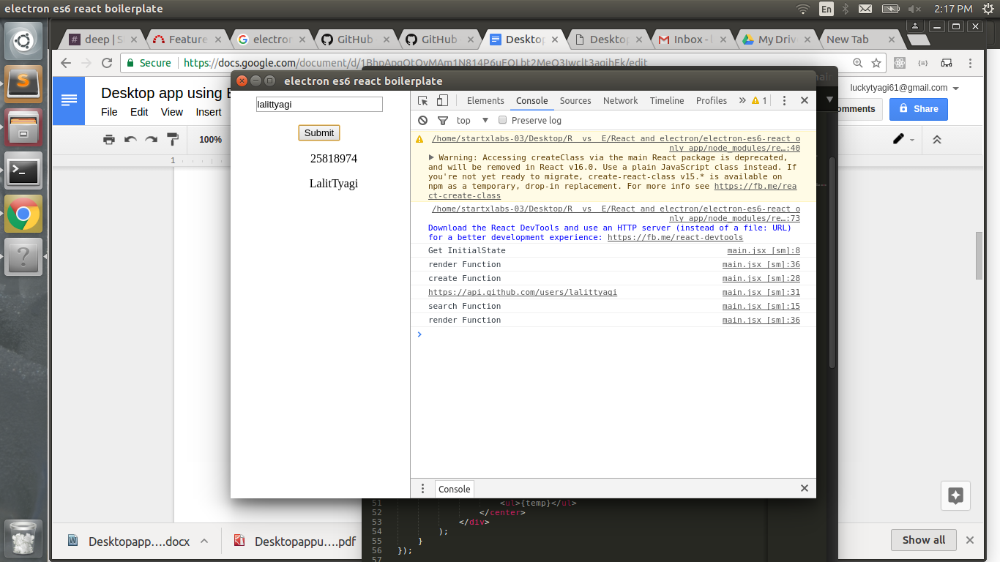 electron es6 react boilerplate
En
2:17 PM
deep | S
Feature
electron
GitHub
GitHub
Desktop
Desktop
Inbox - l
My Driv
New Tab
Secure
https://docs.google.com/document/d/
/edit
Desktop app using E
luckytyagi61@gmail.com
File Edit View Insert
omments
Share
100%
1
electron es6 react boilerplate
lalittyagi
Submit
25818974
LalitTyagi
Elements Console Sources Network Timeline Profiles » 1
top Preserve log
/home/startxlabs-03/Desktop/R__vs__E/React and electron/electron-es6-react_o
nly app/node_modules/re…:40
Warning: Accessing createClass via the main React package is deprecated,
and will be removed in React v16.0. Use a plain JavaScript class instead. If
you're not yet ready to migrate, create-react-class v15.* is available on
npm as a temporary, drop-in replacement. For more info see https://fb.me/rea
ct-create-class
/home/startxlabs-03/Desktop/R__vs__E/React and electron/electron-es6-react_o
nly app/node_modules/re…:73
Download the React DevTools and use an HTTP server (instead of a file: URL)
for a better development experience: https://fb.me/react-devtools
Get InitialState main.jsx [sm]:8
render Function main.jsx [sm]:36
create Function main.jsx [sm]:28
https://api.github.com/users/lalittyagi main.jsx [sm]:31
search Function main.jsx [sm]:15
render Function main.jsx [sm]:36
Console
51 <ul>{temp}</ul>
52 </center>
53 </div>
54 );
55 }
56 });
57
Desktopapp….docx
Desktopappu….pdf
Show all